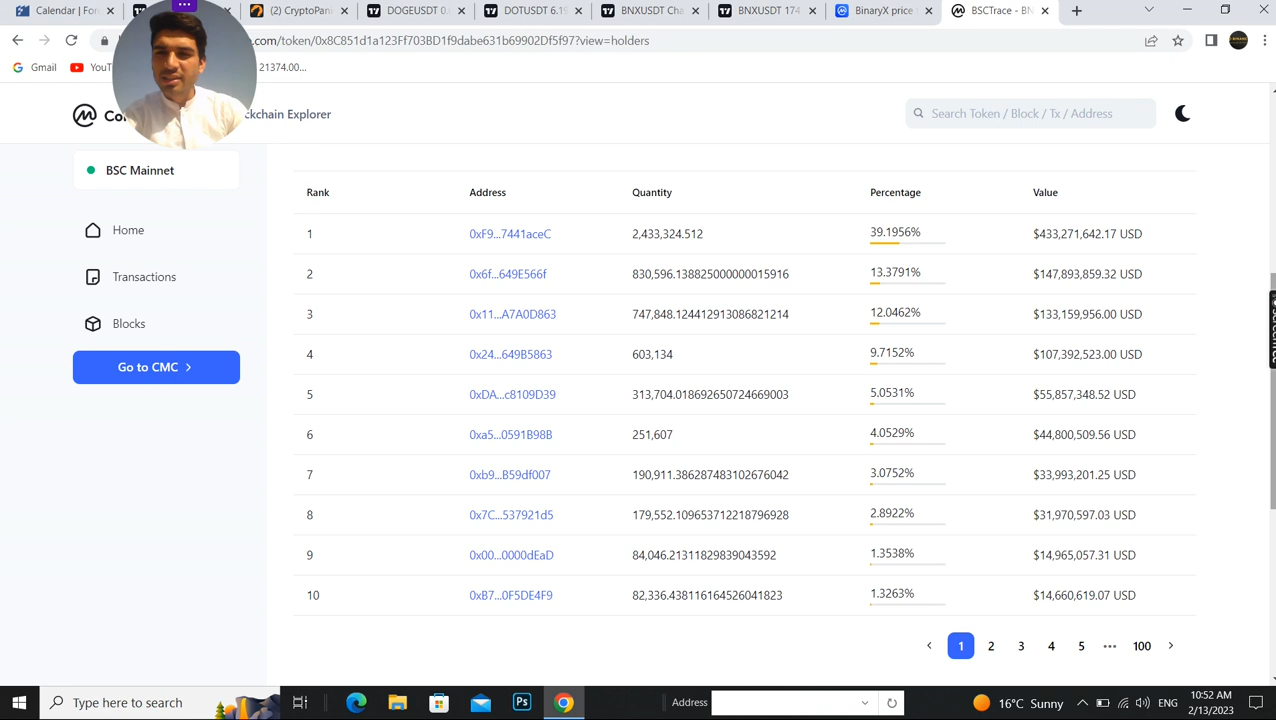 Calendar | For
(2) CryptoPan
DOGEUSDT 0.
DOTUSDT 6.19
BNXUSDT Cha
BNXUSDT 174
BinaryX price
BSCTrace - BN
.com/token/0x8C851d1a123Ff703BD1f9dabe631b69902D5f97?view=holders
Gmail
YouT
21374.00...
Co
ckchain Explorer
Search Token / Block / Tx / Address
BSC Mainnet
Home
Transactions
Blocks
Go to CMC
Rank Address Quantity Percentage Value
1 0xF9...7441aceC 2,433,324.512 39.1956% $433,271,642.17 USD
2 0x6f...649E566f 830,596.138825000000015916 13.3791% $147,893,859.32 USD
3 0x11...A7A0D863 747,848.124412913086821214 12.0462% $133,159,956.00 USD
4 0x24...649B5863 603,134 9.7152% $107,392,523.00 USD
5 0xDA...c8109D39 313,704.018692650724669003 5.0531% $55,857,348.52 USD
6 0xa5...0591B98B 251,607 4.0529% $44,800,509.56 USD
7 0xb9...B59df007 190,911.386287483102676042 3.0752% $33,993,201.25 USD
8 0x7C...537921d5 179,552.109653712218796928 2.8922% $31,970,597.03 USD
9 0x00...0000dEaD 84,046.21311829839043592 1.3538% $14,965,057.31 USD
10 0xB7...0F5DE4F9 82,336.438116164526041823 1.3263% $14,660,619.07 USD
1 2 3 4 5 ••• 100
Type here to search
Ps
Address
16°C Sunny
ENG
10:52 AM
2/13/2023